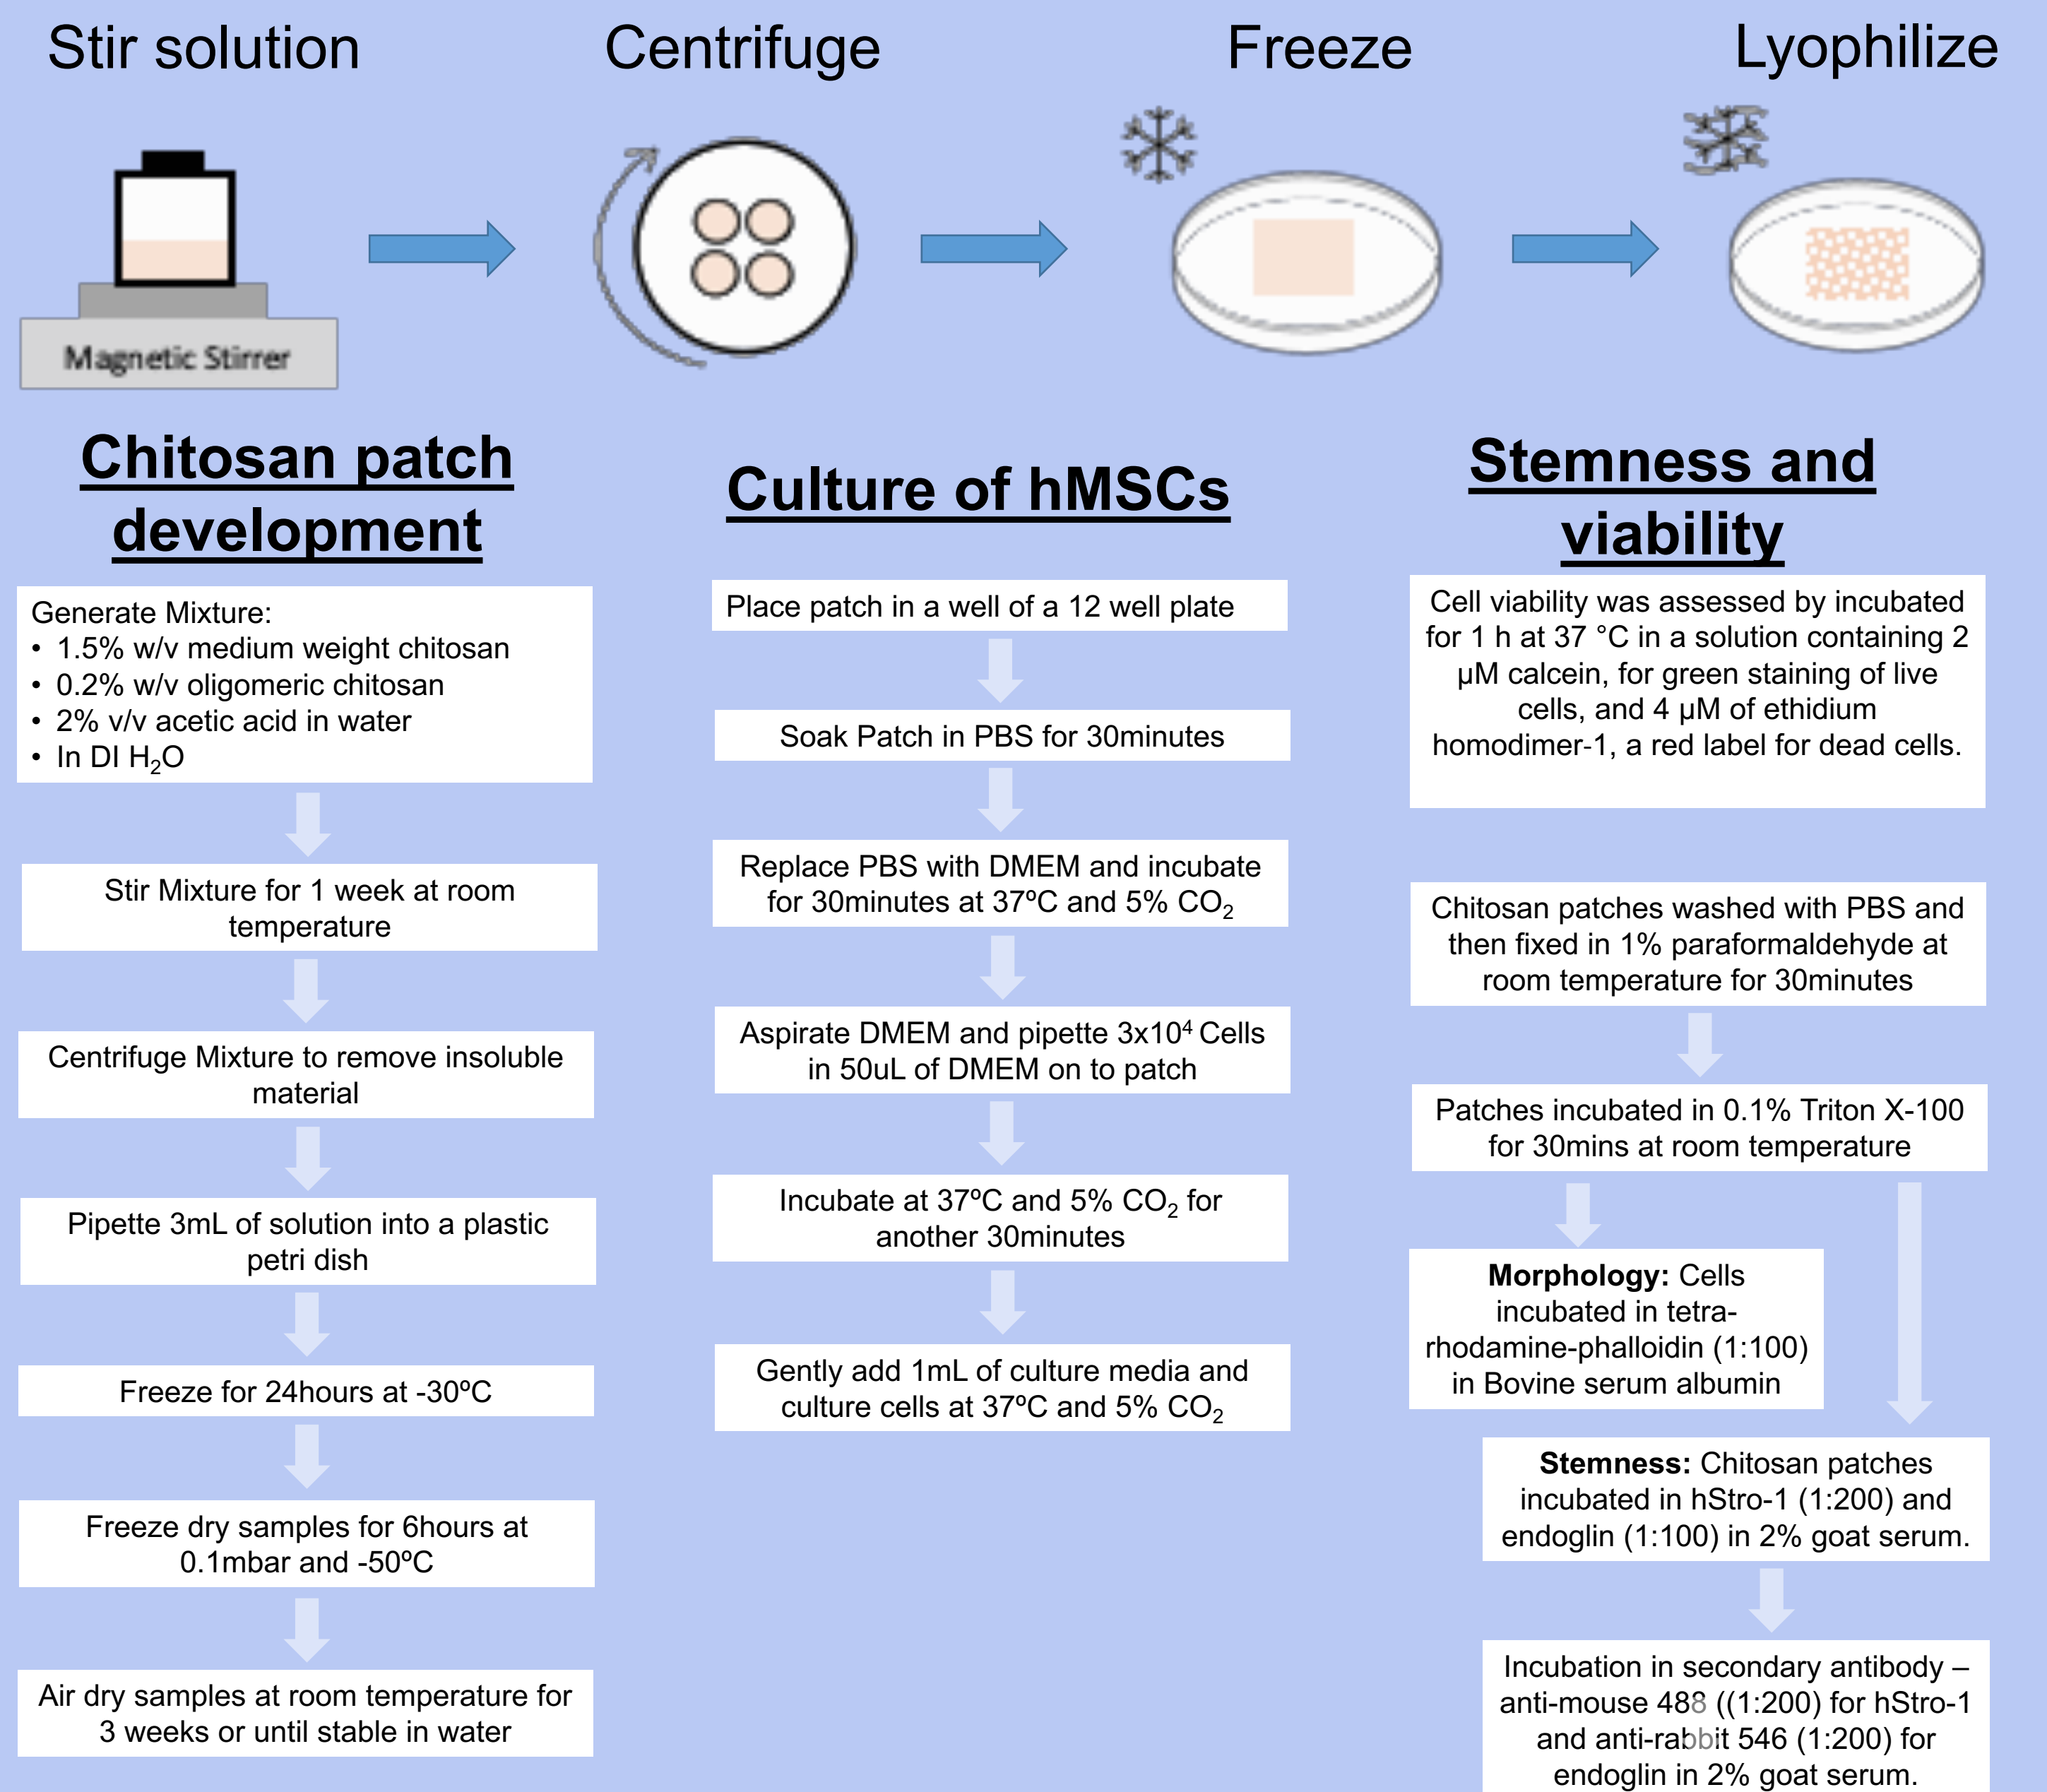 Stir solution
Centrifuge
Freeze
Lyophilize
Magnetic Stirrer
Chitosan patch
development
Generate Mixture:
• 1.5% w/v medium weight chitosan
• 0.2% w/v oligomeric chitosan
• 2% v/v acetic acid in water
• In DI H₂O
Stir Mixture for 1 week at room
temperature
Centrifuge Mixture to remove insoluble
material
Pipette 3mL of solution into a plastic
petri dish
Freeze for 24hours at -30ºC
Freeze dry samples for 6hours at
0.1mbar and -50ºC
Air dry samples at room temperature for
3 weeks or until stable in water
Culture of hMSCs
Place patch in a well of a 12 well plate
Soak Patch in PBS for 30minutes
Replace PBS with DMEM and incubate
for 30minutes at 37ºC and 5% CO₂
Aspirate DMEM and pipette 3x10⁴ Cells
in 50uL of DMEM on to patch
Incubate at 37ºC and 5% CO₂ for
another 30minutes
Gently add 1mL of culture media and
culture cells at 37ºC and 5% CO₂
Stemness and
viability
Cell viability was assessed by incubated
for 1 h at 37 °C in a solution containing 2
µM calcein, for green staining of live
cells, and 4 µM of ethidium
homodimer-1, a red label for dead cells.
Chitosan patches washed with PBS and
then fixed in 1% paraformaldehyde at
room temperature for 30minutes
Patches incubated in 0.1% Triton X-100
for 30mins at room temperature
Morphology: Cells
incubated in tetra-
rhodamine-phalloidin (1:100)
in Bovine serum albumin
Stemness: Chitosan patches
incubated in hStro-1 (1:200) and
endoglin (1:100) in 2% goat serum.
Incubation in secondary antibody –
anti-mouse 488 ((1:200) for hStro-1
and anti-rabbit 546 (1:200) for
endoglin in 2% goat serum.